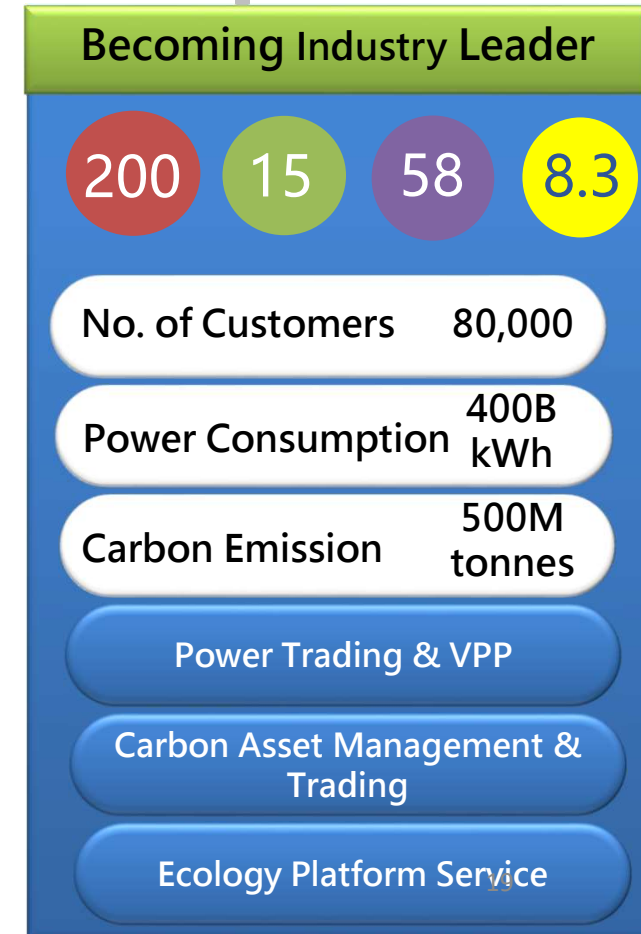 Becoming Industry Leader
200 15 58 8.3
No. of Customers 80,000
Power Consumption 400B
kWh
Carbon Emission 500M
tonnes
Power Trading & VPP
Carbon Asset Management &
Trading
Ecology Platform Service
19